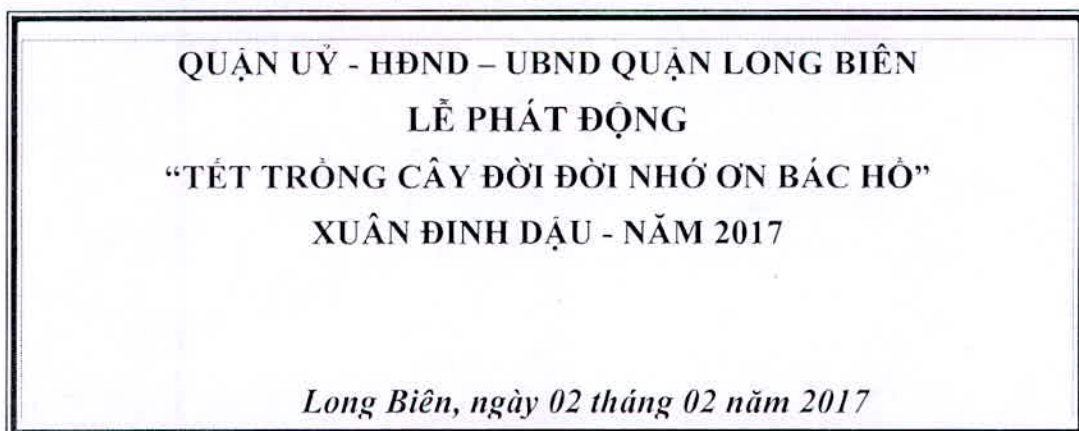 QUẬN UỶ - HĐND – UBND QUẬN LONG BIÊN
LỄ PHÁT ĐỘNG
“TẾT TRỒNG CÂY ĐỜI ĐỜI NHỚ ƠN BÁC HỒ”
XUÂN ĐINH DẬU - NĂM 2017
Long Biên, ngày 02 tháng 02 năm 2017